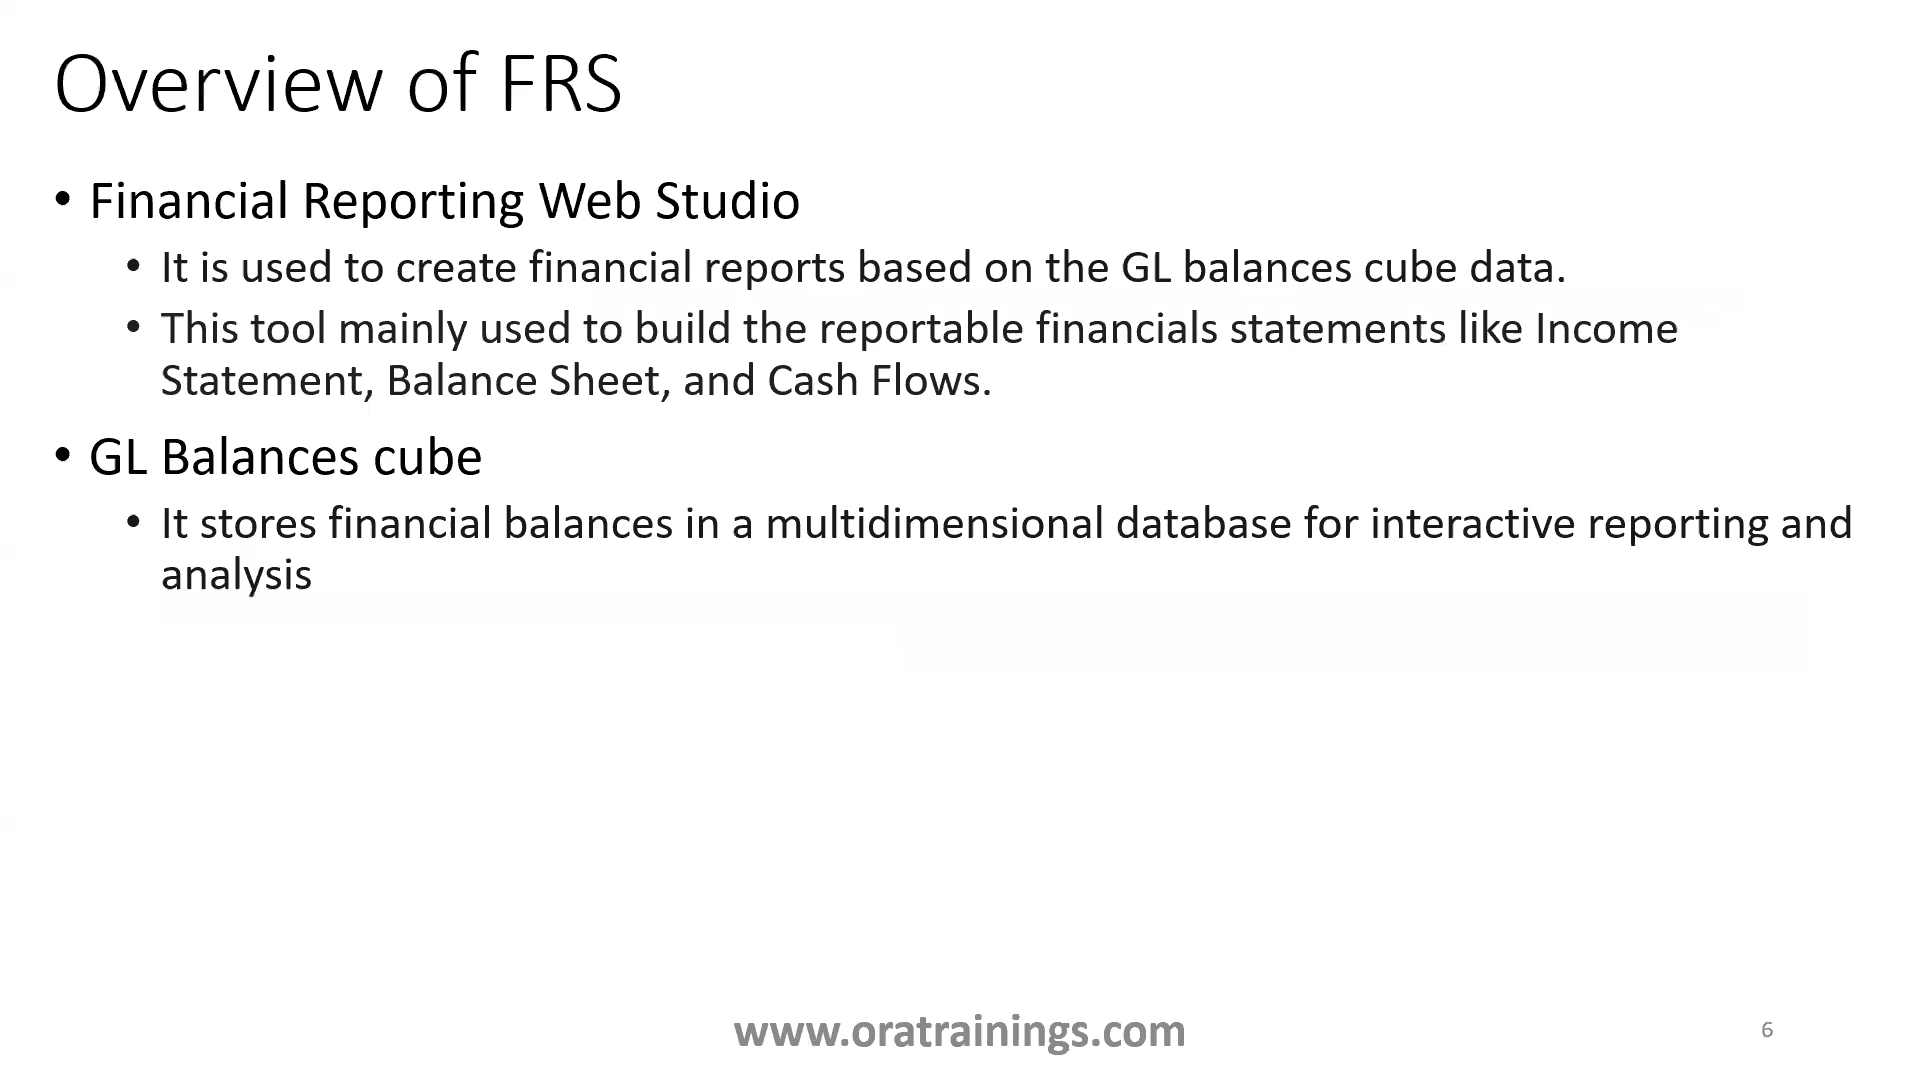 Overview of FRS
• Financial Reporting Web Studio
• It is used to create financial reports based on the GL balances cube data.
• This tool mainly used to build the reportable financials statements like Income
Statement, Balance Sheet, and Cash Flows.
• GL Balances cube
• It stores financial balances in a multidimensional database for interactive reporting and
analysis
www.oratrainings.com
6